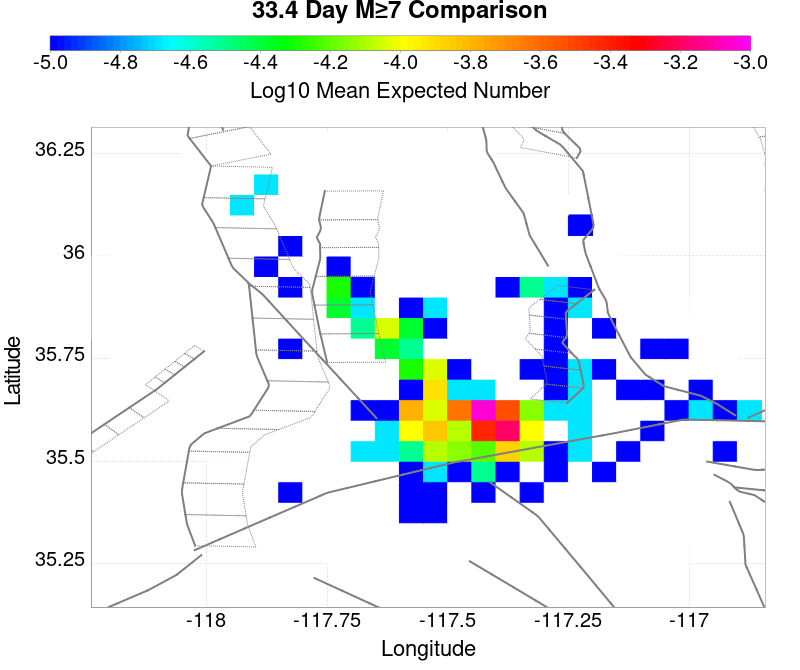 33.4 Day M≥7 Comparison
-5.0 -4.8 -4.6 -4.4 -4.2 -4.0 -3.8 -3.6 -3.4 -3.2 -3.0
Log10 Mean Expected Number
36.25
36
35.75
35.5
35.25
Latitude
-118 -117.75 -117.5 -117.25 -117
Longitude